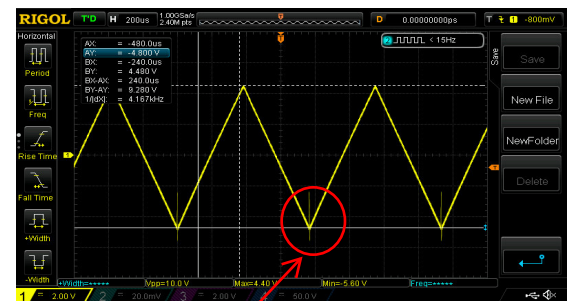 RIGOL T'D H 200us 1.00GSa/s 2.40M pts D 0.00000000ps T 1 -800mV
Horizontal
Period
Freq
Rise Time
Fall Time
+Width
-Width
AX: = -480.0us
AY: = -4.800 V
BX: = -240.0us
BY: = 4.480 V
BX-AX: = 240.0us
BY-AY: = 9.280 V
1/|dX|: = 4.167kHz
2 < 15Hz
1
Save
Save
New File
NewFolder
Delete
+Width=***** Vpp=10.0 V Max=4.40 V Min=-5.60 V Freq=*****
1 = 2.00 V 2 = 20.0mV 3 = 2.00 V = 50.0 V